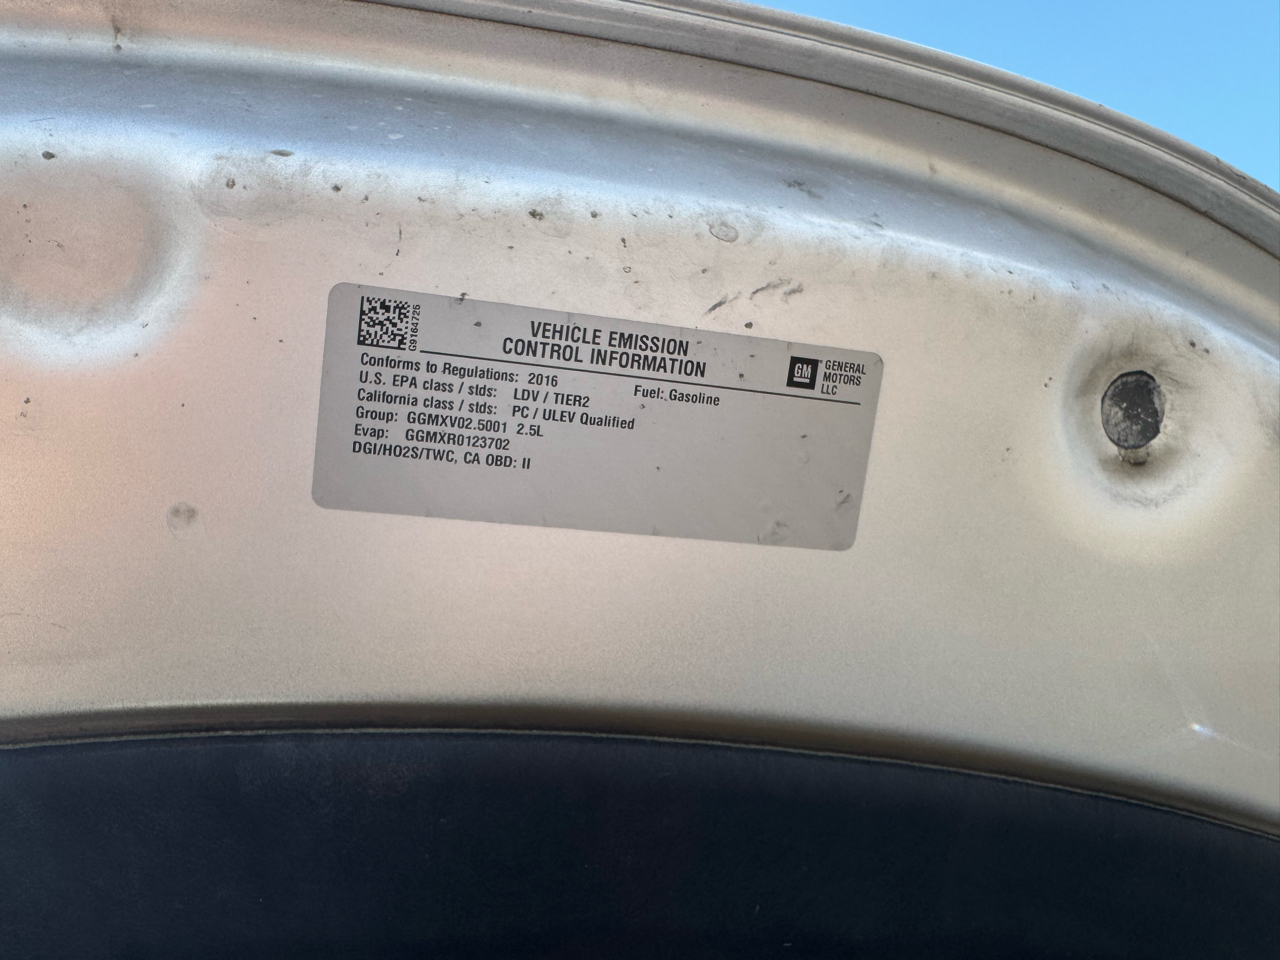 G9164726
VEHICLE EMISSION
CONTROL INFORMATION
GM
GENERAL
MOTORS
LLC
Conforms to Regulations: 2016
Fuel: Gasoline
U.S. EPA class / stds: LDV / TIER2
California class / stds: PC / ULEV Qualified
Group: GGMXV02.5001 2.5L
Evap: GGMXR0123702
DGI/HO2S/TWC, CA OBD: II